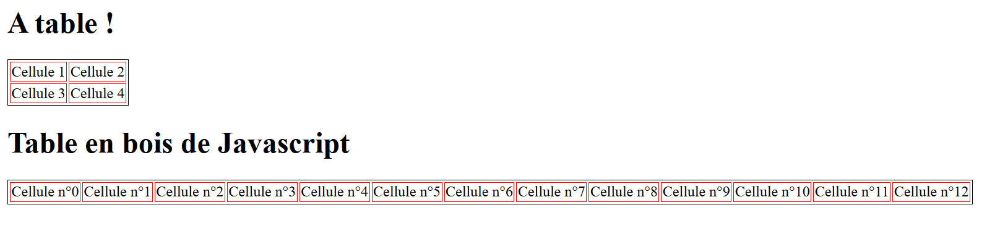 A table !
Cellule 1 Cellule 2
Cellule 3 Cellule 4
Table en bois de Javascript
Cellule n°0 Cellule n°1 Cellule n°2 Cellule n°3 Cellule n°4 Cellule n°5 Cellule n°6 Cellule n°7 Cellule n°8 Cellule n°9 Cellule n°10 Cellule n°11 Cellule n°12